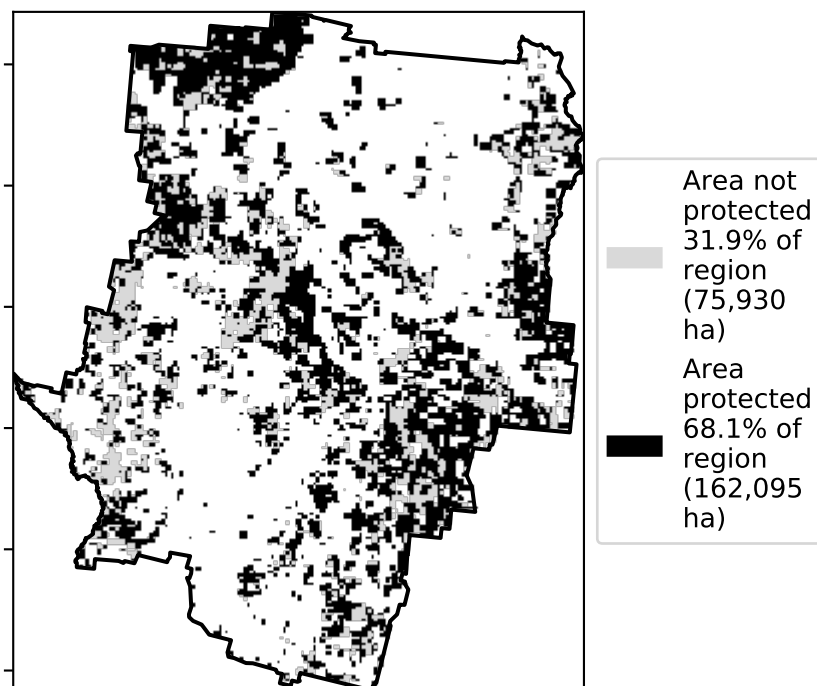 Area not
protected
31.9% of
region
(75,930
ha)
Area
protected
68.1% of
region
(162,095
ha)